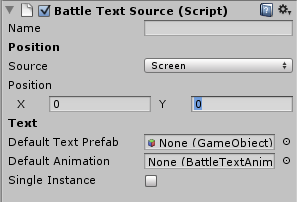 Battle Text Source (Script)
Name
Position
Source Screen
Position
X 0 Y 0
Text
Default Text Prefab None (GameObject)
Default Animation None (BattleTextAnim
Single Instance